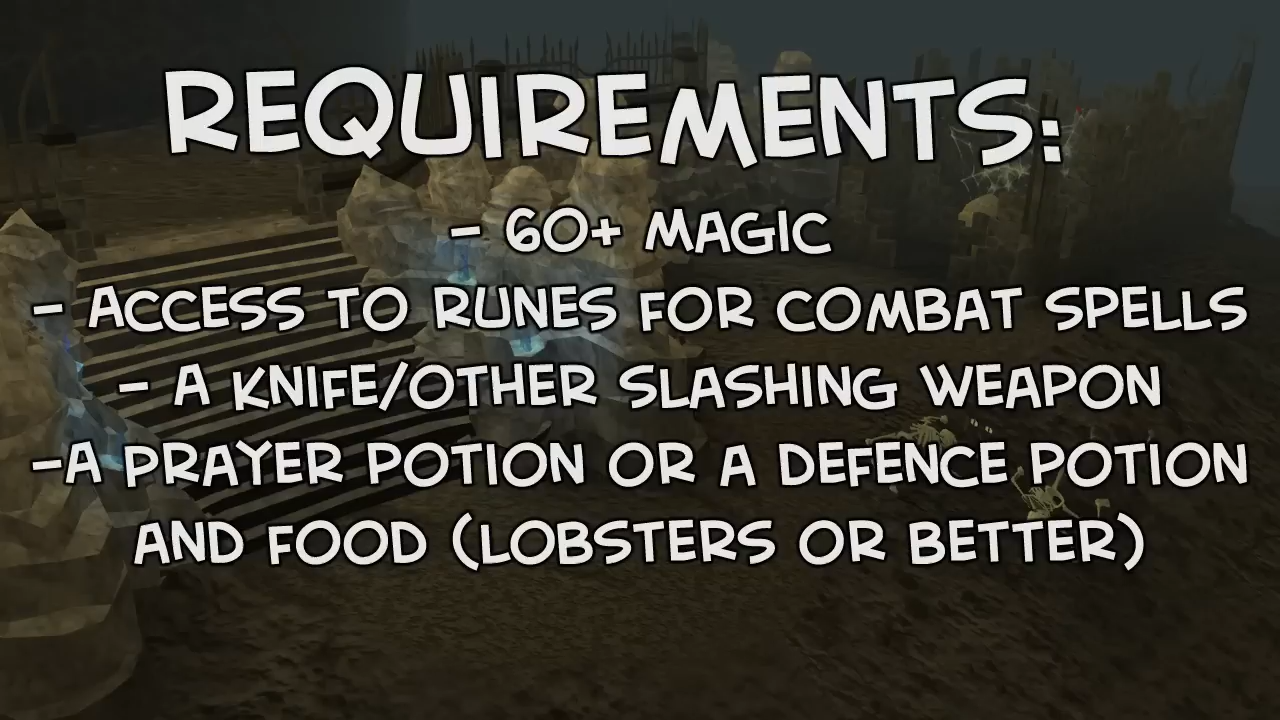 REQUIREMENTS:
- 60+ MAGIC
- ACCESS TO RUNES FOR COMBAT SPELLS
- A KNIFE/OTHER SLASHING WEAPON
-A PRAYER POTION OR A DEFENCE POTION
AND FOOD (LOBSTERS OR BETTER)